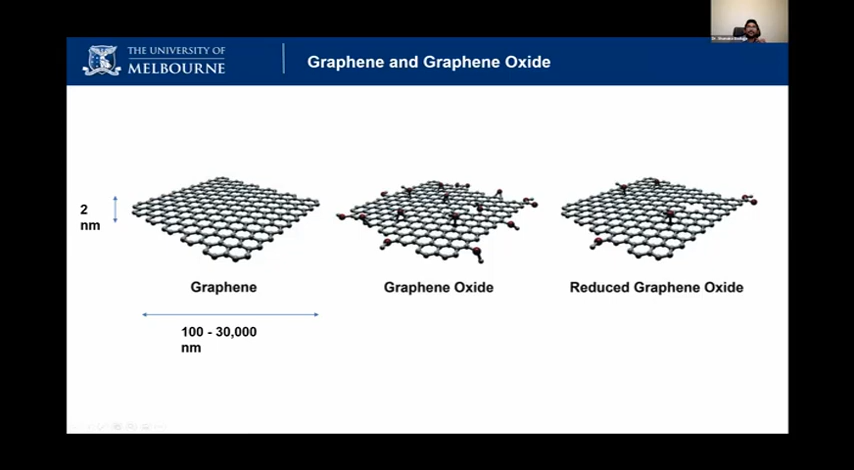 THE UNIVERSITY OF
MELBOURNE
Graphene and Graphene Oxide
2
nm
Graphene
Graphene Oxide
Reduced Graphene Oxide
100 - 30,000
nm